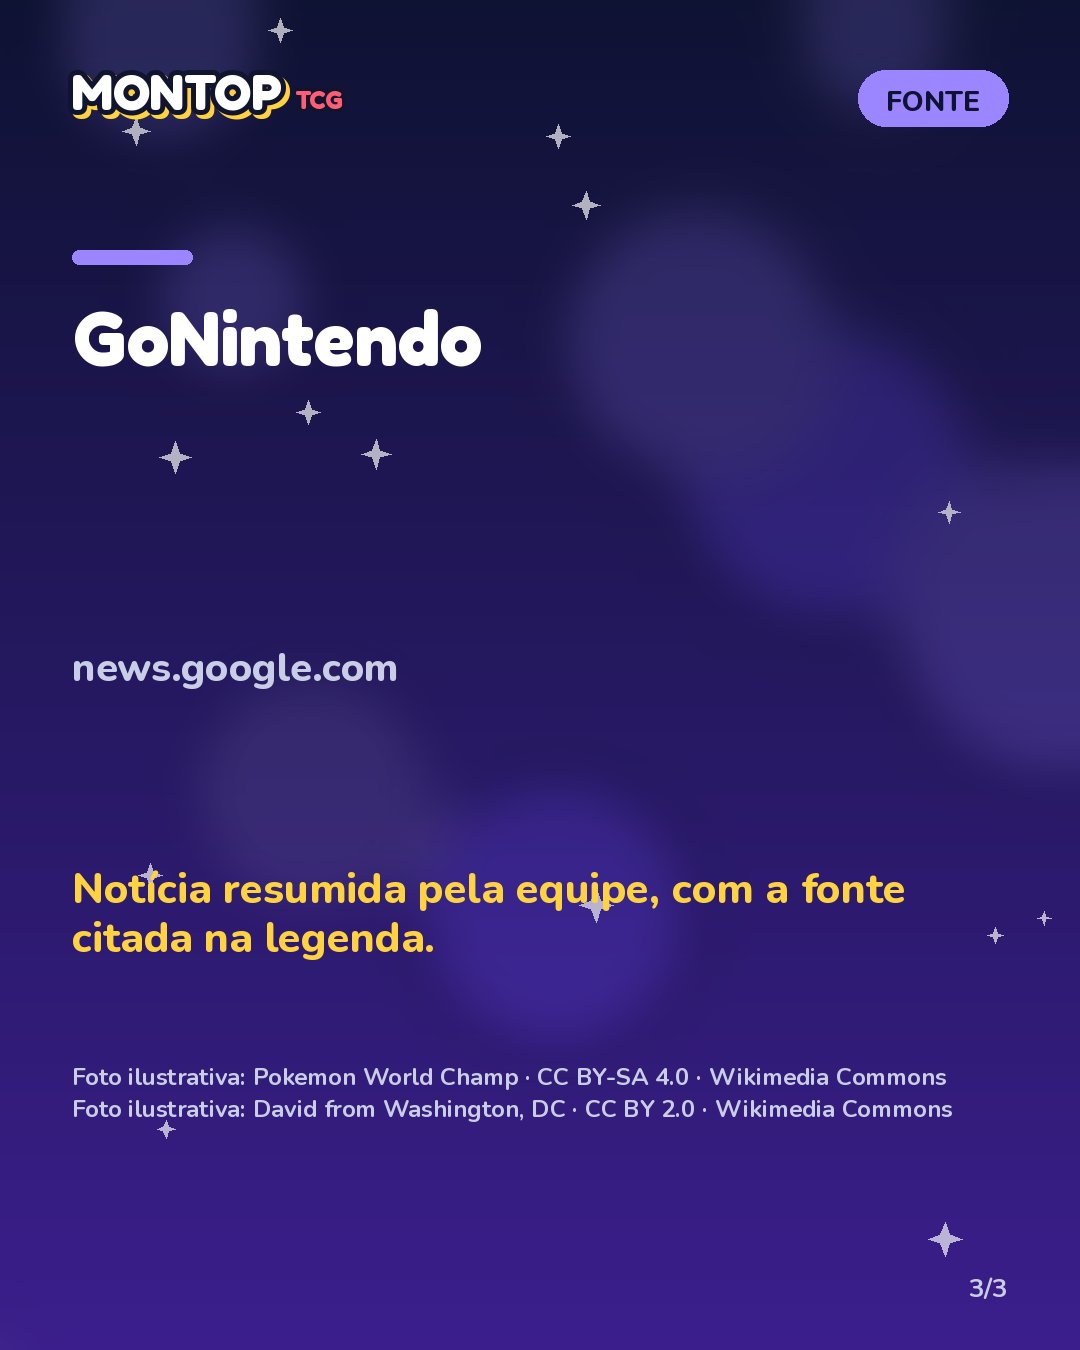 MONTOP TCG
FONTE
GoNintendo
news.google.com
Notícia resumida pela equipe, com a fonte
citada na legenda.
Foto ilustrativa: Pokemon World Champ · CC BY-SA 4.0 · Wikimedia Commons
Foto ilustrativa: David from Washington, DC · CC BY 2.0 · Wikimedia Commons
3/3